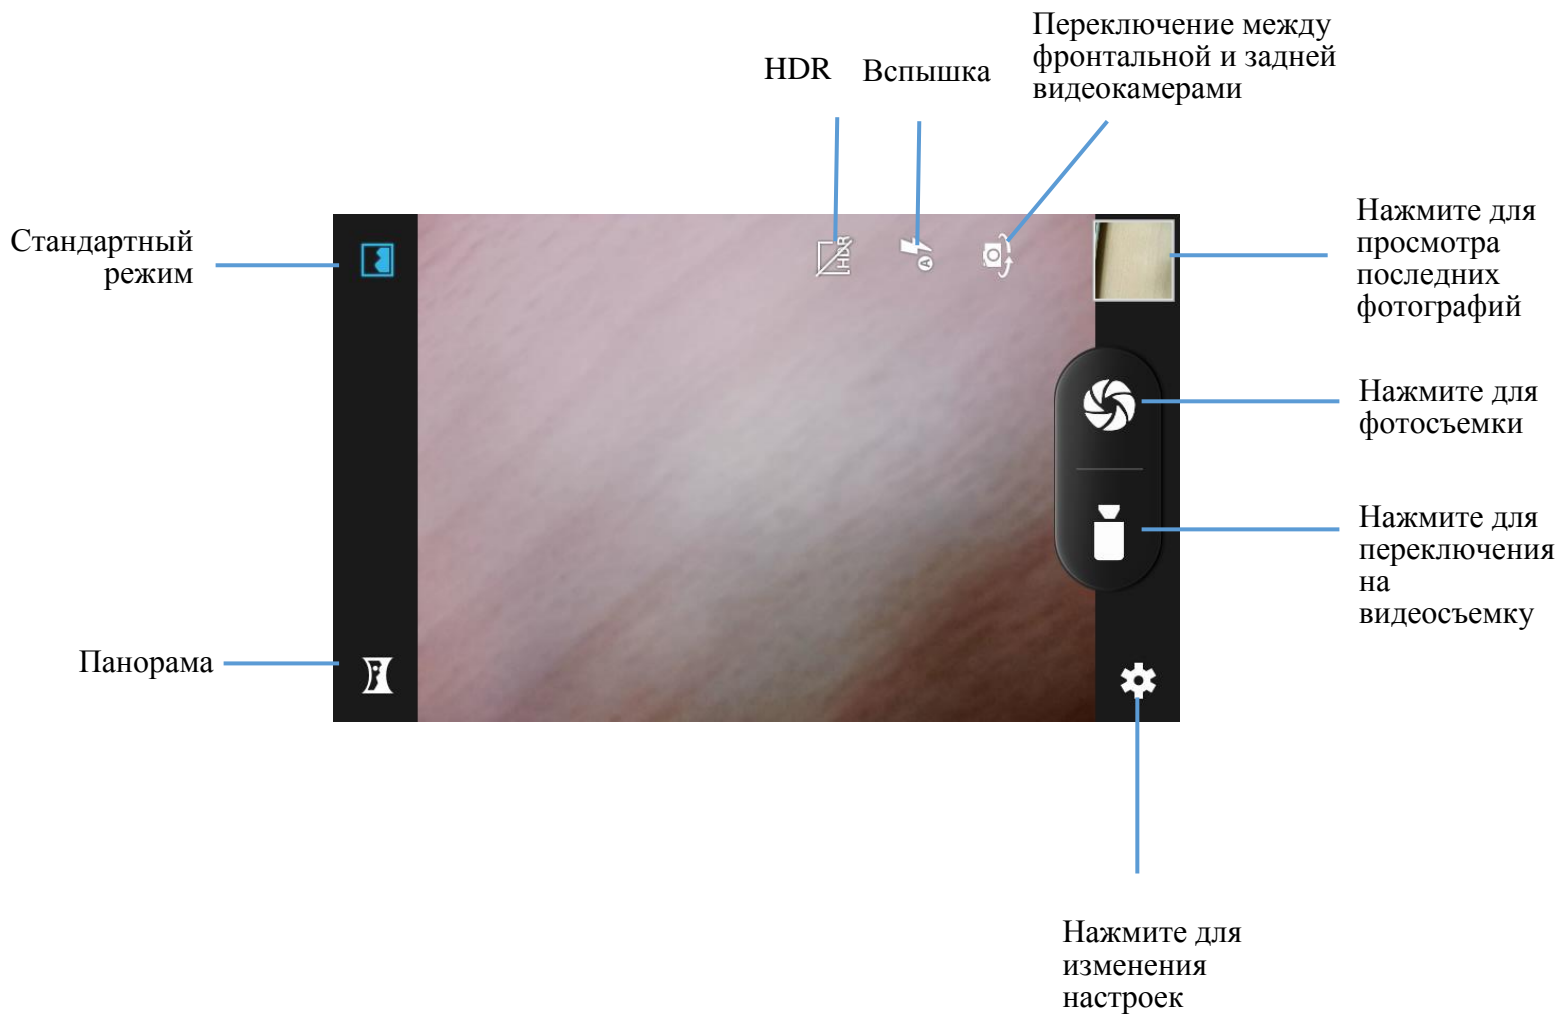 Переключение между
фронтальной и задней
видеокамерами
HDR
Вспышка
Стандартный
режим
HDR
A
Нажмите для
просмотра
последних
фотографий
Нажмите для
фотосъемки
Нажмите для
переключения
на
видеосъемку
Панорама
Нажмите для
изменения
настроек